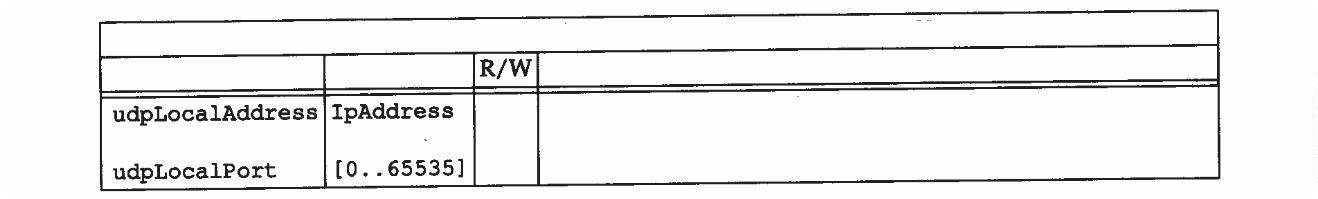 R/W
udpLocalAddress IpAddress
udpLocalPort [0..65535]